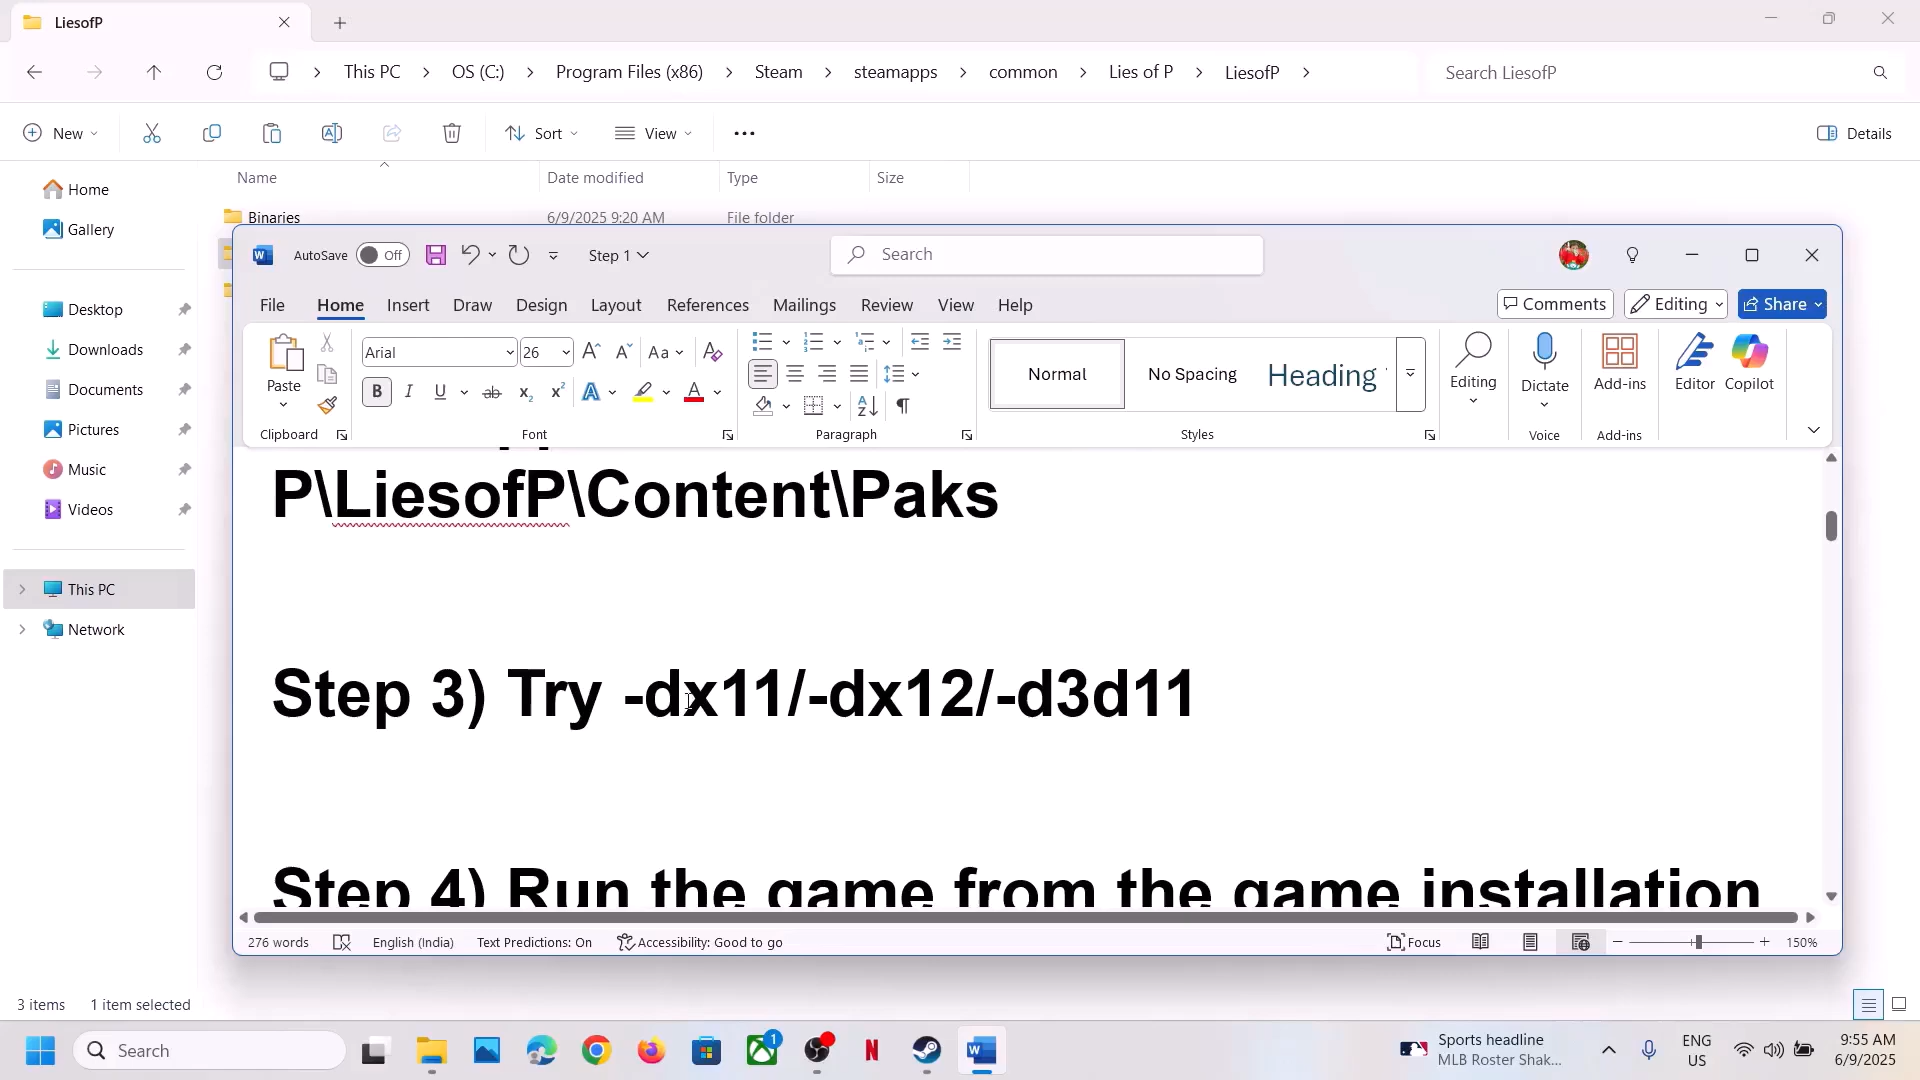 LiesofP
This PC
OS (C:)
Program Files (x86)
Steam
steamapps
common
Lies of P
LiesofP
Search LiesofP
New
Sort
View
Details
Name
Date modified
Type
Size
Home
Gallery
Desktop
Downloads
Documents
Pictures
Music
Videos
This PC
Network
Binaries
6/9/2025 9:20 AM
File folder
AutoSave
Off
Step 1
Search
File
Home
Insert
Draw
Design
Layout
References
Mailings
Review
View
Help
Comments
Editing
Share
Paste
Arial
26
Aa
Normal
No Spacing
Heading
Editing
Dictate
Add-ins
Editor
Copilot
Clipboard
Font
Paragraph
Styles
Voice
Add-ins
P\LiesofP\Content\Paks
Step 3) Try -dx11/-dx12/-d3d11
Step 4) Run the game from the game installation
276 words
English (India)
Text Predictions: On
Accessibility: Good to go
Focus
150%
3 items
1 item selected
Search
1
Sports headline
MLB Roster Shak...
ENG
US
9:55 AM
6/9/2025